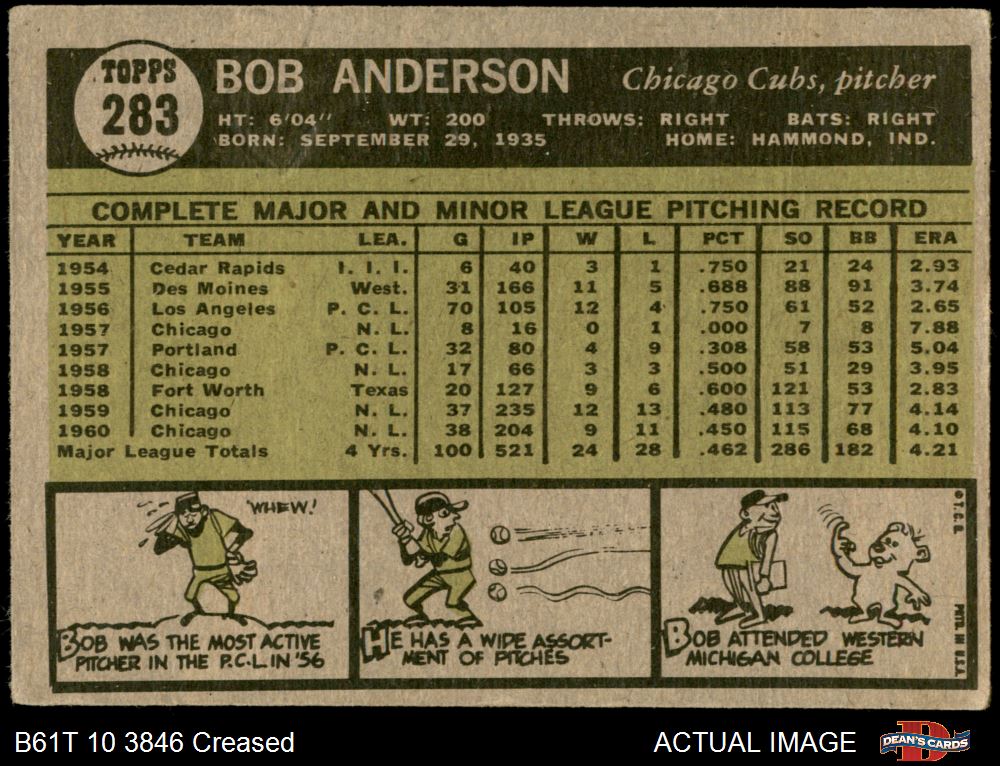 TOPPS
283
BOB ANDERSON Chicago Cubs, pitcher
HT: 6'04" WT: 200 THROWS: RIGHT BATS: RIGHT
BORN: SEPTEMBER 29, 1935 HOME: HAMMOND, IND.
COMPLETE MAJOR AND MINOR LEAGUE PITCHING RECORD
YEAR TEAM LEA. G IP W L PCT SO BB ERA
1954 Cedar Rapids I. I. I. 6 40 3 1 .750 21 24 2.93
1955 Des Moines West. 31 166 11 5 .688 88 91 3.74
1956 Los Angeles P. C. L. 70 105 12 4 .750 61 52 2.65
1957 Chicago N. L. 8 16 0 1 .000 7 8 7.88
1957 Portland P. C. L. 32 80 4 9 .308 58 53 5.04
1958 Chicago N. L. 17 66 3 3 .500 51 29 3.95
1958 Fort Worth Texas 20 127 9 6 .600 121 53 2.83
1959 Chicago N. L. 37 235 12 13 .480 113 77 4.14
1960 Chicago N. L. 38 204 9 11 .450 115 68 4.10
Major League Totals 4 Yrs. 100 521 24 28 .462 286 182 4.21
'WHEW!'
BOB WAS THE MOST ACTIVE
PITCHER IN THE P.C.L. IN '56
HE HAS A WIDE ASSORT-
MENT OF PITCHES
BOB ATTENDED WESTERN
MICHIGAN COLLEGE
© T. C. G.
PRTD. IN U.S.A.
B61T 10 3846 Creased
ACTUAL IMAGE
D
DEAN'S CARDS